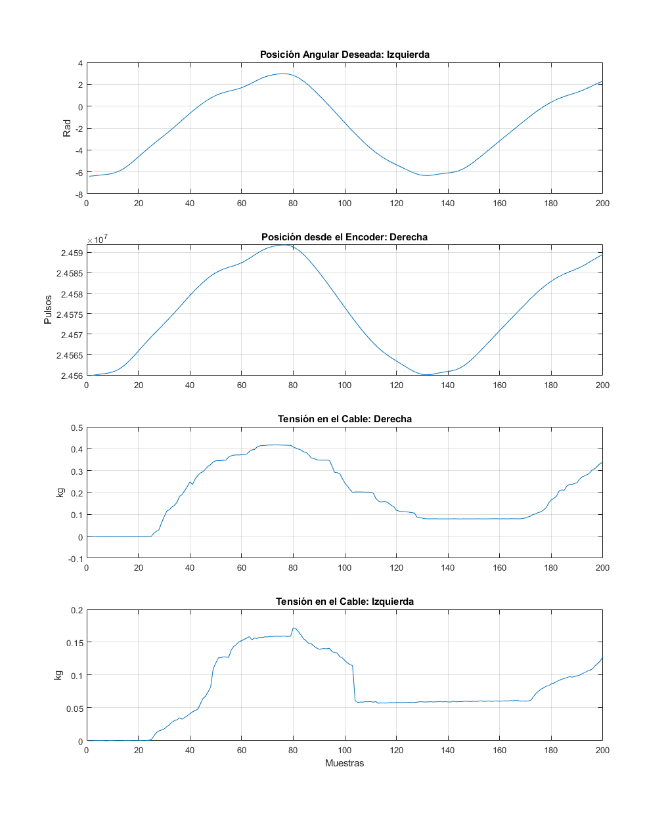 Posición Angular Deseada: Izquierda
4
2
0
-2
-4
-6
-8
Rad
0 20 40 60 80 100 120 140 160 180 200
Posición desde el Encoder: Derecha
×10^7
2.459
2.4585
2.458
2.4575
2.457
2.4565
2.456
Pulsos
0 20 40 60 80 100 120 140 160 180 200
Tensión en el Cable: Derecha
0.5
0.4
0.3
0.2
0.1
0
-0.1
kg
0 20 40 60 80 100 120 140 160 180 200
Tensión en el Cable: Izquierda
0.2
0.15
0.1
0.05
0
kg
0 20 40 60 80 100 120 140 160 180 200
Muestras